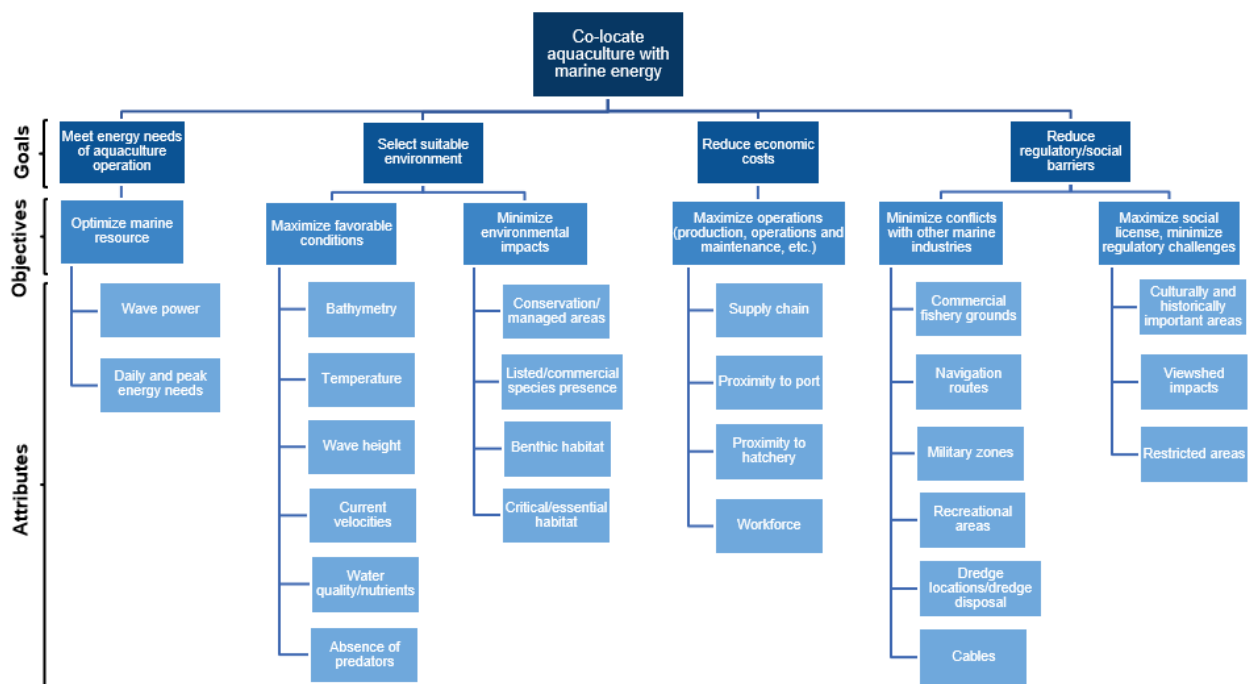 Co-locate
aquaculture with
marine energy
Goals
Meet energy needs
of aquaculture
operation
Select suitable
environment
Reduce economic
costs
Reduce
regulatory/social
barriers
Objectives
Optimize marine
resource
Maximize favorable
conditions
Minimize
environmental
impacts
Maximize operations
(production, operations and
maintenance, etc.)
Minimize conflicts
with other marine
industries
Maximize social
license, minimize
regulatory challenges
Attributes
Wave power
Daily and peak
energy needs
Bathymetry
Temperature
Wave height
Current
velocities
Water
quality/nutrients
Absence of
predators
Conservation/
managed areas
Listed/commercial
species presence
Benthic habitat
Critical/essential
habitat
Supply chain
Proximity to port
Proximity to
hatchery
Workforce
Commercial
fishery grounds
Navigation
routes
Military zones
Recreational
areas
Dredge
locations/dredge
disposal
Cables
Culturally and
historically
important areas
Viewshed
impacts
Restricted areas